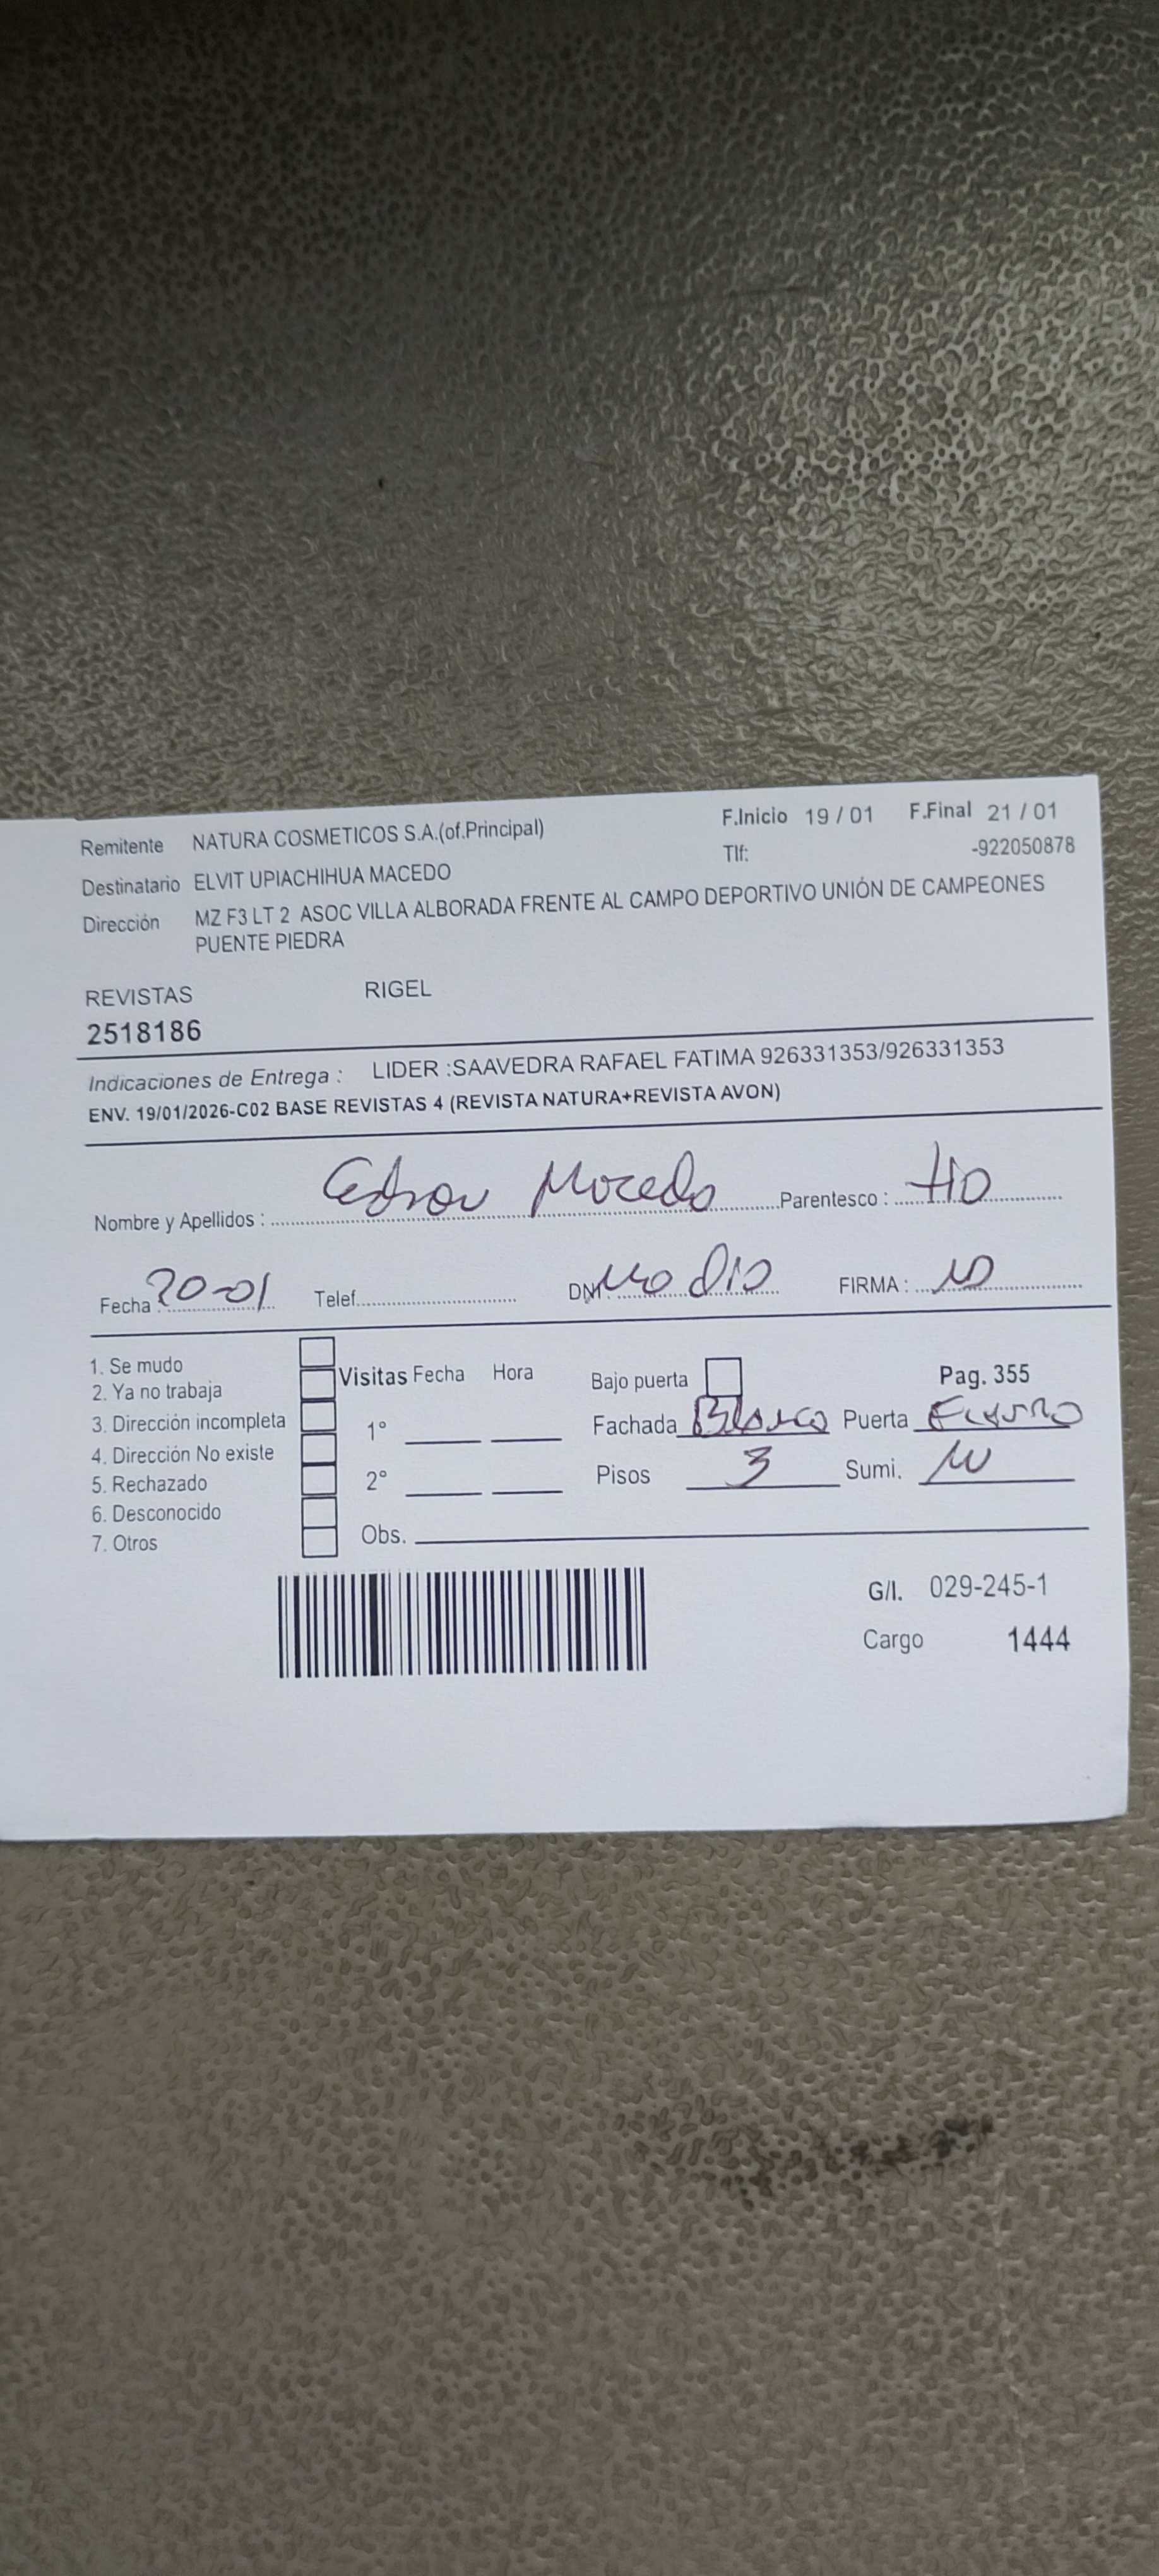 Remitente NATURA COSMETICOS S.A.(of.Principal) F.Inicio 19 / 01 F.Final 21 / 01
Tlf: -922050878
Destinatario ELVIT UPIACHIHUA MACEDO
Dirección MZ F3 LT 2 ASOC VILLA ALBORADA FRENTE AL CAMPO DEPORTIVO UNIÓN DE CAMPEONES
PUENTE PIEDRA
REVISTAS RIGEL
2518186
Indicaciones de Entrega : LIDER :SAAVEDRA RAFAEL FATIMA 926331353/926331353
ENV. 19/01/2026-C02 BASE REVISTAS 4 (REVISTA NATURA+REVISTA AVON)
Nombre y Apellidos : Macedo Parentesco : tio
Fecha : 20-01 Telef. DNI : no dio FIRMA :
1. Se mudo
2. Ya no trabaja Visitas Fecha Hora Bajo puerta Pag. 355
3. Dirección incompleta 1° Fachada Blanco Puerta Fierro
4. Dirección No existe
5. Rechazado 2° Pisos 3 Sumi.
6. Desconocido
7. Otros Obs.
G/I. 029-245-1
Cargo 1444